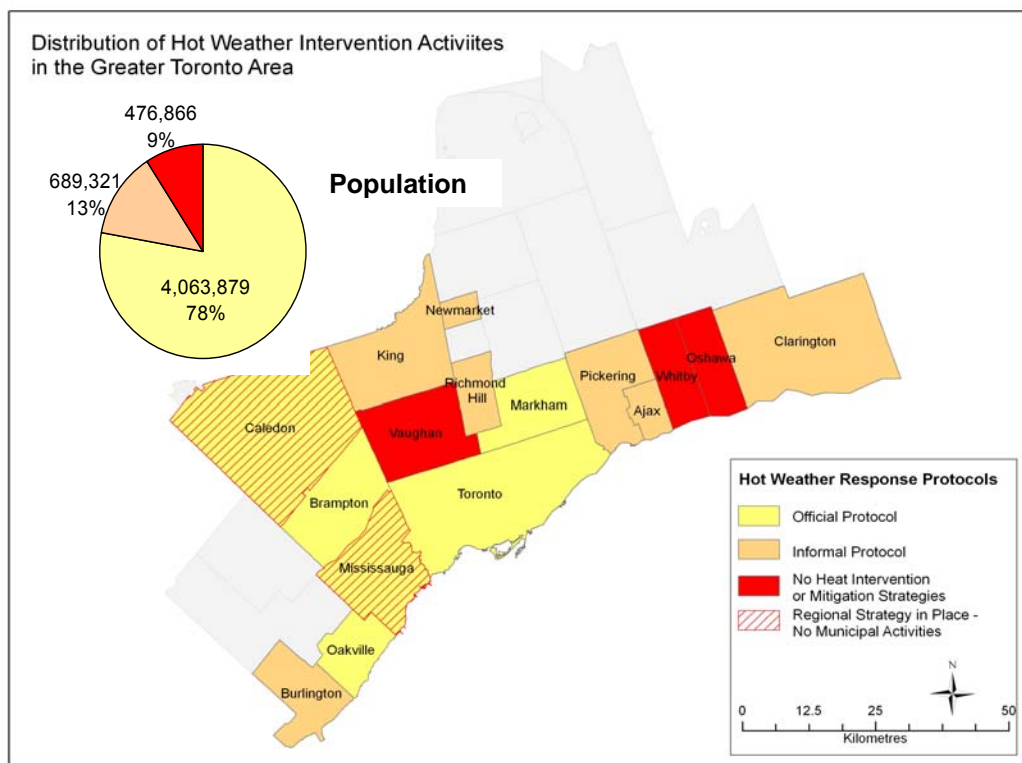 Distribution of Hot Weather Intervention Activiites
in the Greater Toronto Area
476,866
9%
689,321
13%
Population
4,063,879
78%
Newmarket
King
Richmond
Hill
Markham
Pickering
Ajax
Whitby
Oshawa
Clarington
Caledon
Vaughan
Brampton
Toronto
Mississauga
Oakville
Burlington
Hot Weather Response Protocols
Official Protocol
Informal Protocol
No Heat Intervention
or Mitigation Strategies
Regional Strategy in Place -
No Municipal Activities
N
0 12.5 25 50
Kilometres